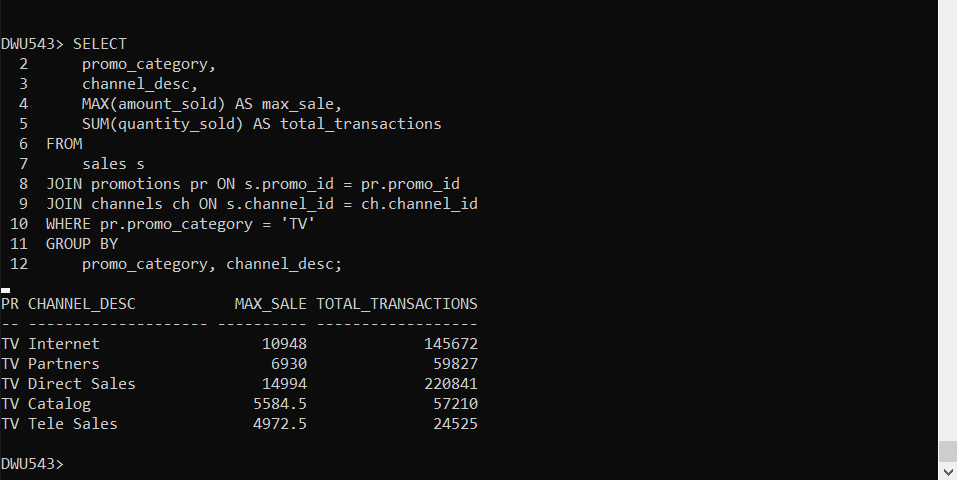 DWU543> SELECT
  2      promo_category,
  3      channel_desc,
  4      MAX(amount_sold) AS max_sale,
  5      SUM(quantity_sold) AS total_transactions
  6  FROM
  7      sales s
  8  JOIN promotions pr ON s.promo_id = pr.promo_id
  9  JOIN channels ch ON s.channel_id = ch.channel_id
 10  WHERE pr.promo_category = 'TV'
 11  GROUP BY
 12      promo_category, channel_desc;
PR CHANNEL_DESC           MAX_SALE TOTAL_TRANSACTIONS
-- -------------------- ---------- ------------------
TV Internet                  10948             145672
TV Partners                   6930              59827
TV Direct Sales              14994             220841
TV Catalog                  5584.5              57210
TV Tele Sales               4972.5              24525
DWU543>